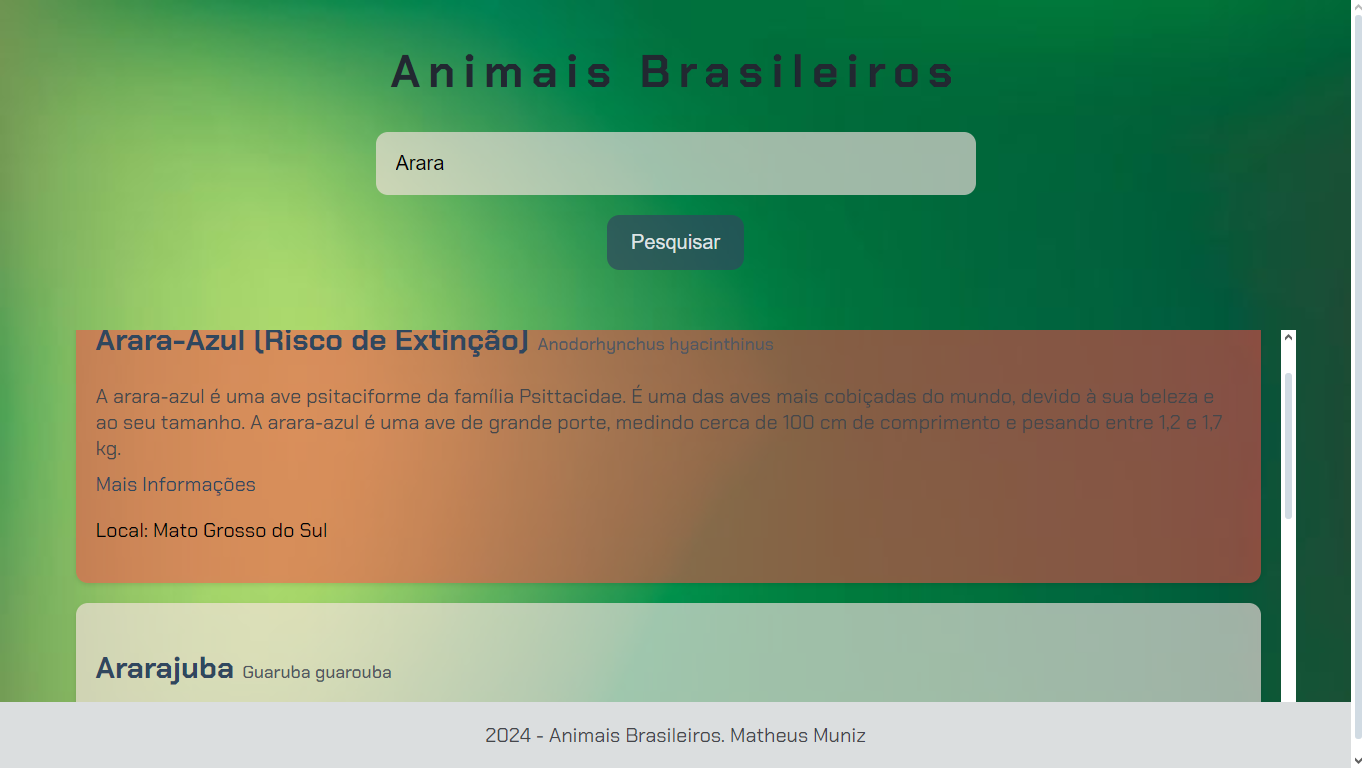 Animais Brasileiros
Arara
Pesquisar
Arara-Azul (Risco de Extinção) Anodorhynchus hyacinthinus
A arara-azul é uma ave psitaciforme da família Psittacidae. É uma das aves mais cobiçadas do mundo, devido à sua beleza e
ao seu tamanho. A arara-azul é uma ave de grande porte, medindo cerca de 100 cm de comprimento e pesando entre 1,2 e 1,7
kg.
Mais Informações
Local: Mato Grosso do Sul
Ararajuba Guaruba guarouba
2024 - Animais Brasileiros. Matheus Muniz